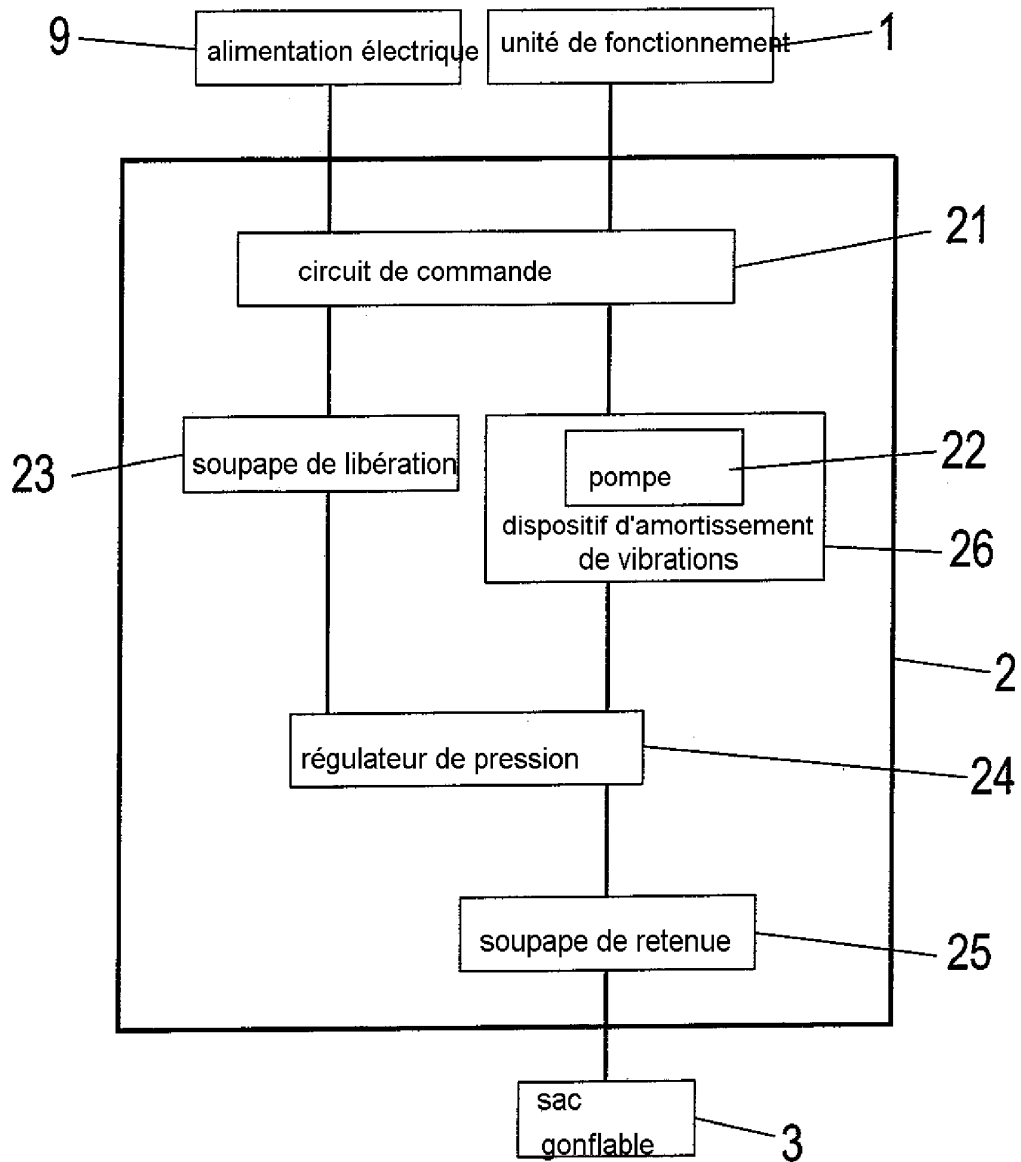 9
alimentation électrique
unité de fonctionnement
1
circuit de commande
21
23
soupape de libération
pompe
22
dispositif d'amortissement
de vibrations
26
2
régulateur de pression
24
soupape de retenue
25
sac
gonflable
3